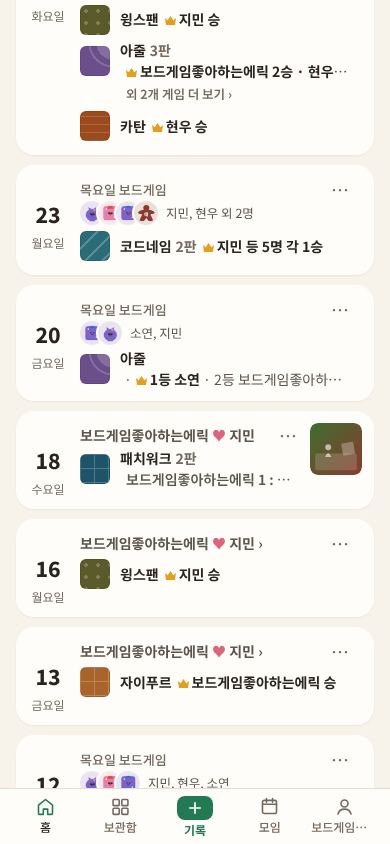 화요일
윙스팬 지민 승
아줄 3판
보드게임좋아하는에릭 2승 · 현우…
외 2개 게임 더 보기 ›
카탄 현우 승
목요일 보드게임 ···
23
월요일
지민, 현우 외 2명
코드네임 2판 지민 등 5명 각 1승
목요일 보드게임 ···
20
금요일
소연, 지민
아줄
· 1등 소연 · 2등 보드게임좋아하…
보드게임좋아하는에릭 ♥ 지민 ···
18
수요일
패치워크 2판
보드게임좋아하는에릭 1 : …
보드게임좋아하는에릭 ♥ 지민 › ···
16
월요일
윙스팬 지민 승
보드게임좋아하는에릭 ♥ 지민 › ···
13
금요일
자이푸르 보드게임좋아하는에릭 승
목요일 보드게임 ···
12
지민, 현우, 소연
홈 보관함 기록 모임 보드게임…